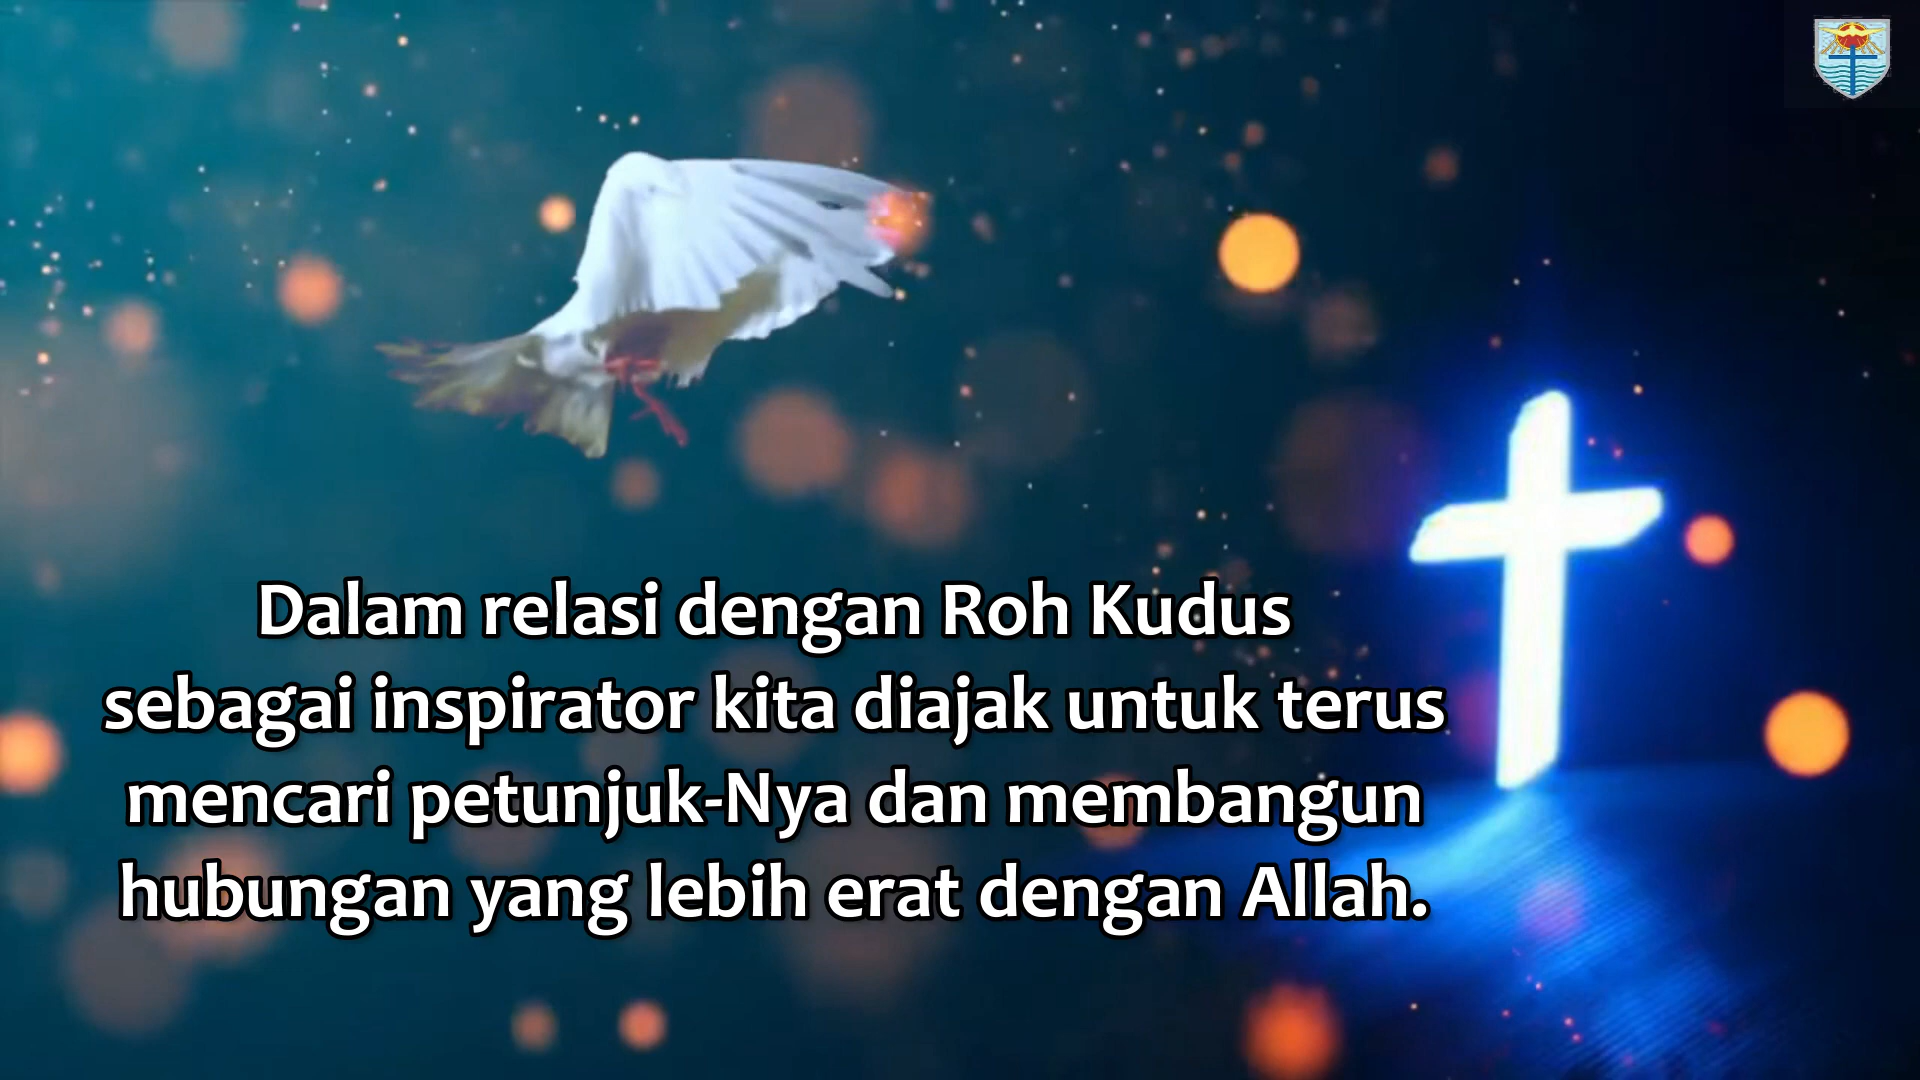 Dalam relasi dengan Roh Kudus
sebagai inspirator kita diajak untuk terus
mencari petunjuk-Nya dan membangun
hubungan yang lebih erat dengan Allah.